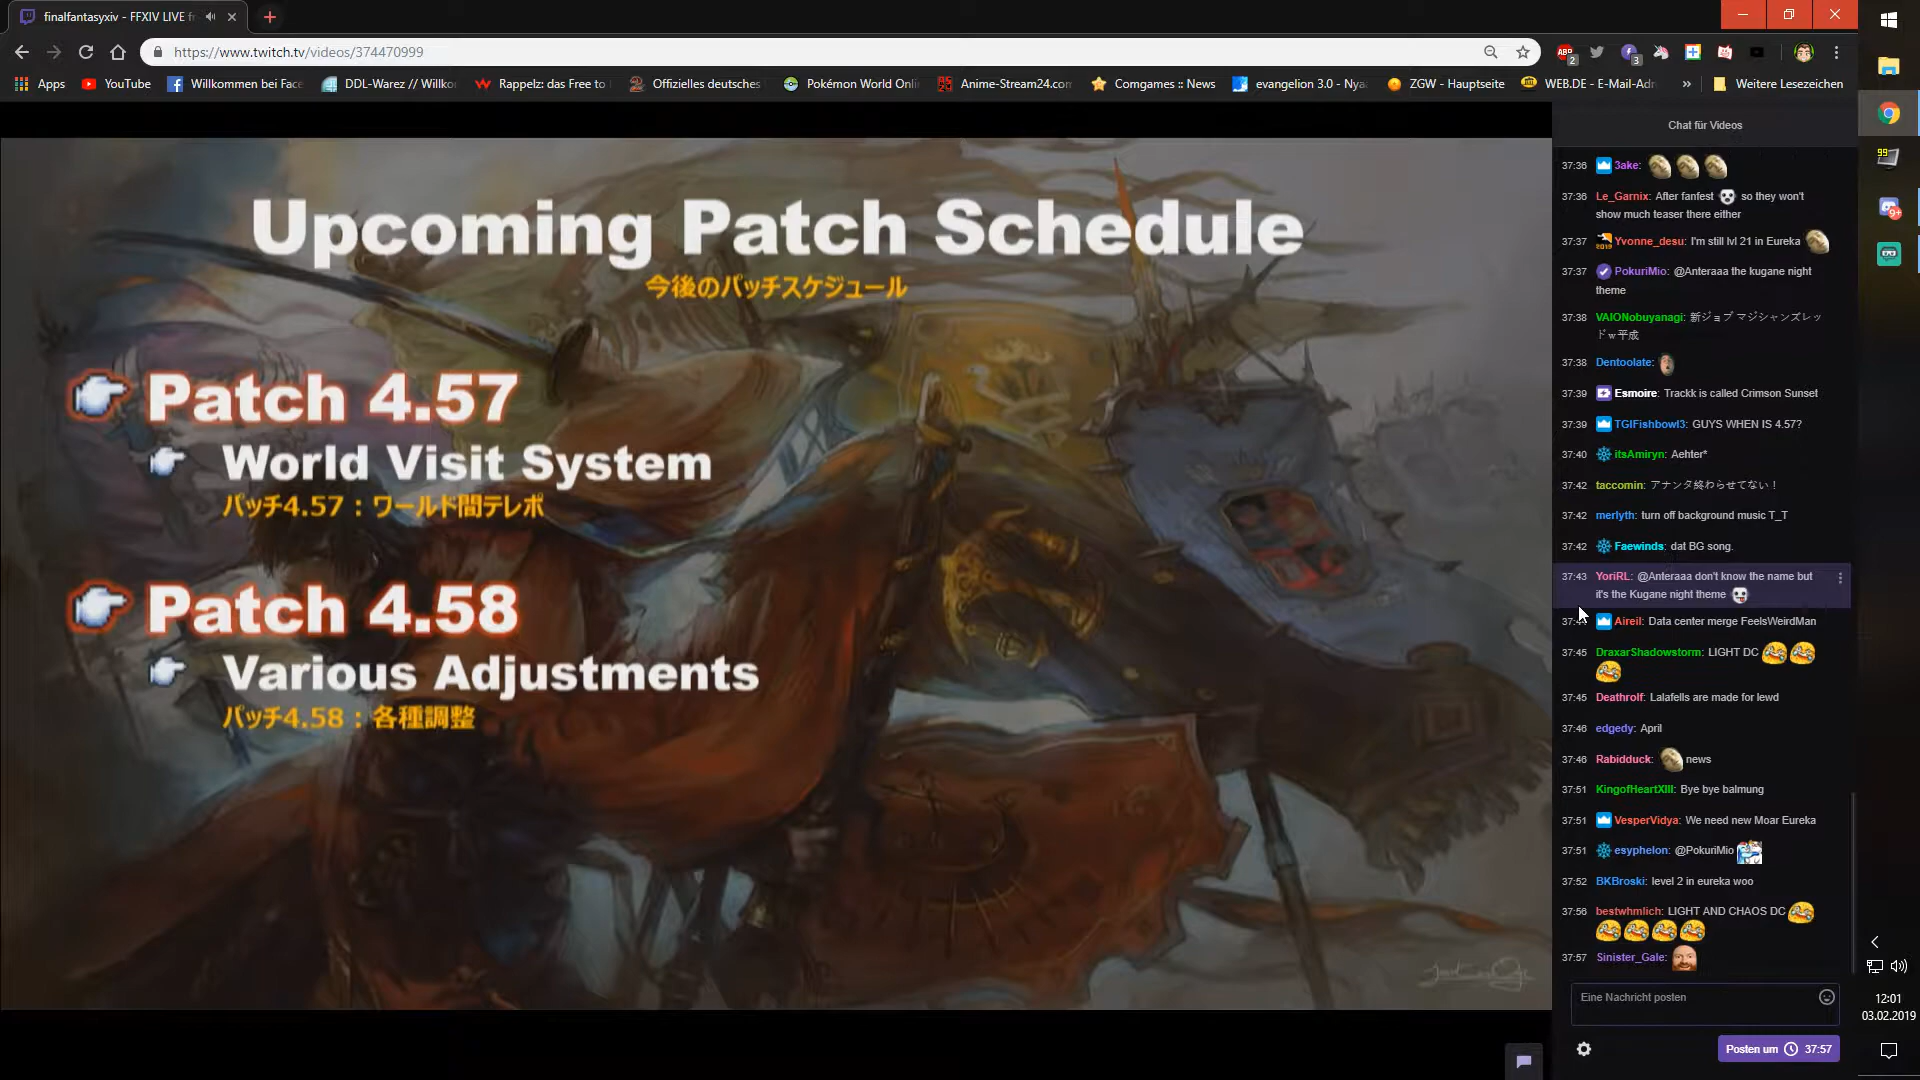 finalfantasyxiv - FFXIV LIVE fr
https://www.twitch.tv/videos/374470999
ABP
2
3
Apps
YouTube
Willkommen bei Face
DDL-Warez // Willko
Rappelz: das Free to
Offizielles deutsches
Pokémon World Onli
Anime-Stream24.com
Comgames :: News
evangelion 3.0 - Nyaa
ZGW - Hauptseite
WEB.DE - E-Mail-Adr
»
Weitere Lesezeichen
Upcoming Patch Schedule
今後のパッチスケジュール
Patch 4.57
World Visit System
パッチ4.57：ワールド間テレポ
Patch 4.58
Various Adjustments
パッチ4.58：各種調整
Chat für Videos
37:36 3ake:
37:36 Le_Garnix: After fanfest so they won't
show much teaser there either
37:37 Yvonne_desu: I'm still lvl 21 in Eureka
37:37 PokuriMio: @Anteraaa the kugane night
theme
37:38 VAIONobuyanagi: 新ジョブ マジシャンズレッ
ドｗ平成
37:38 Dentoolate:
37:39 Esmoire: Trackk is called Crimson Sunset
37:39 TGIFishbowl3: GUYS WHEN IS 4.57?
37:40 itsAmiryn: Aehter*
37:42 taccomin: アナンタ終わらせてない！
37:42 merlyth: turn off background music T_T
37:42 Faewinds: dat BG song.
37:43 YoriRL: @Anteraaa don't know the name but
it's the Kugane night theme
Aireil: Data center merge FeelsWeirdMan
37:45 DraxarShadowstorm: LIGHT DC
37:45 Deathrolf: Lalafells are made for lewd
37:46 edgedy: April
37:46 Rabidduck: news
37:51 KingofHeartXIII: Bye bye balmung
37:51 VesperVidya: We need new Moar Eureka
37:51 esyphelon: @PokuriMio
37:52 BKBroski: level 2 in eureka woo
37:56 bestwhmlich: LIGHT AND CHAOS DC
37:57 Sinister_Gale:
Eine Nachricht posten
Posten um 37:57
99
9+
12:01
03.02.2019